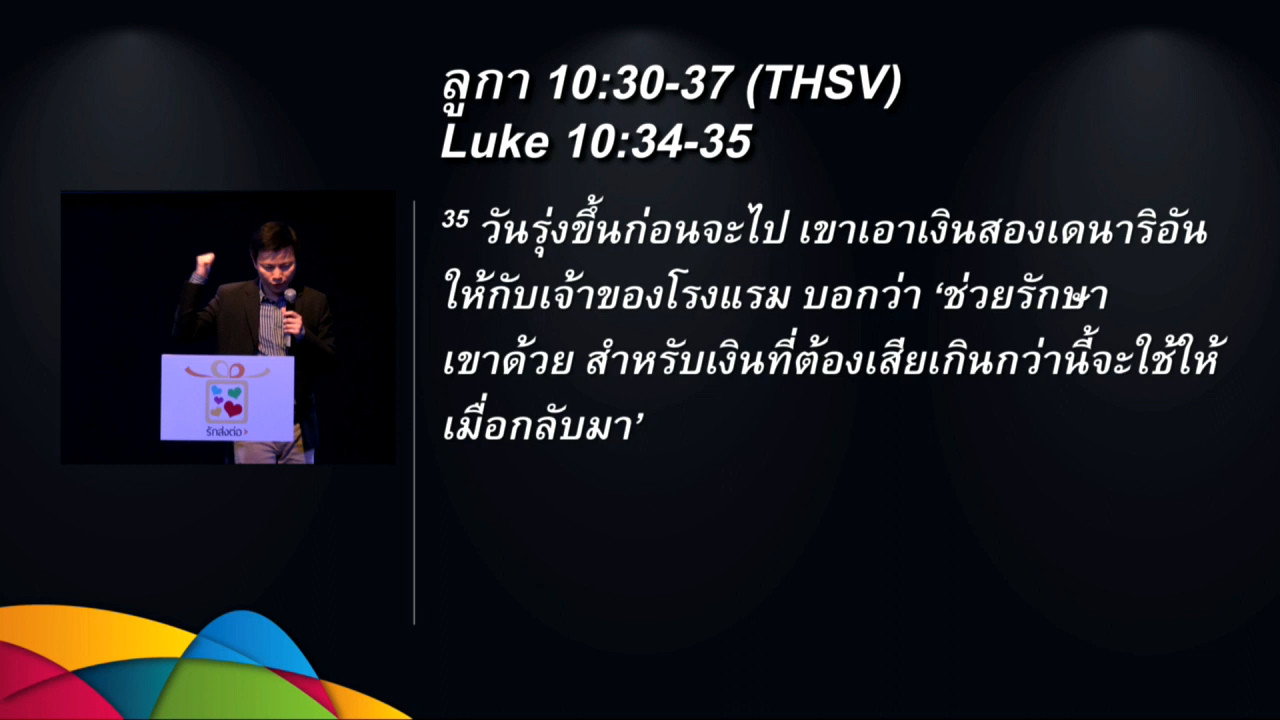 ลูกา 10:30-37 (THSV)
Luke 10:34-35
35 วันรุ่งขึ้นก่อนจะไป เขาเอาเงินสองเดนาริอัน
ให้กับเจ้าของโรงแรม บอกว่า ‘ช่วยรักษา
เขาด้วย สำหรับเงินที่ต้องเสียเกินกว่านี้จะใช้ให้
เมื่อกลับมา’
รักส่งต่อ >